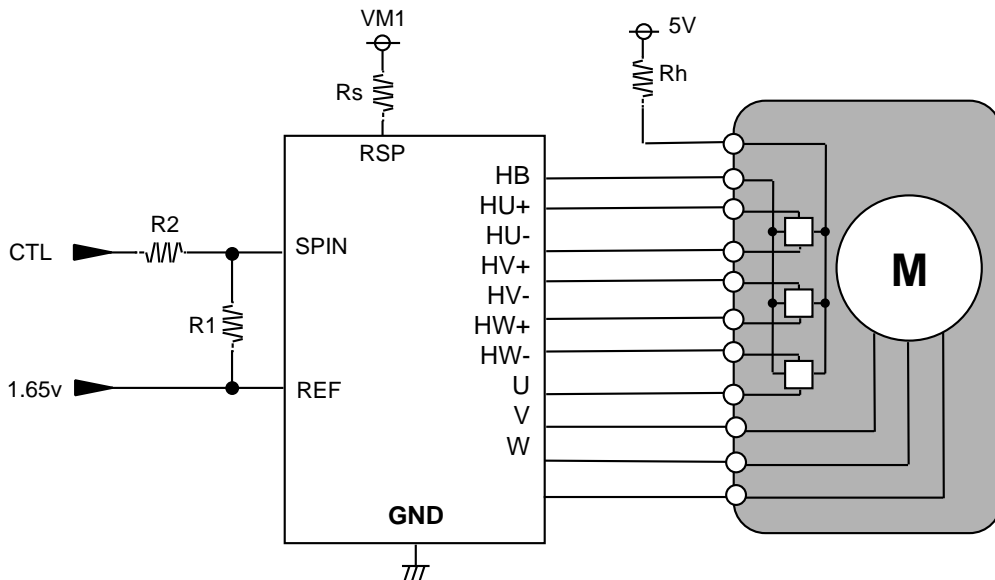 VM1
5V
Rs
Rh
RSP
HB
HU+
R2
HU-
CTL
SPIN
HV+
M
HV-
R1
HW+
HW-
1.65v
REF
U
V
W
GND